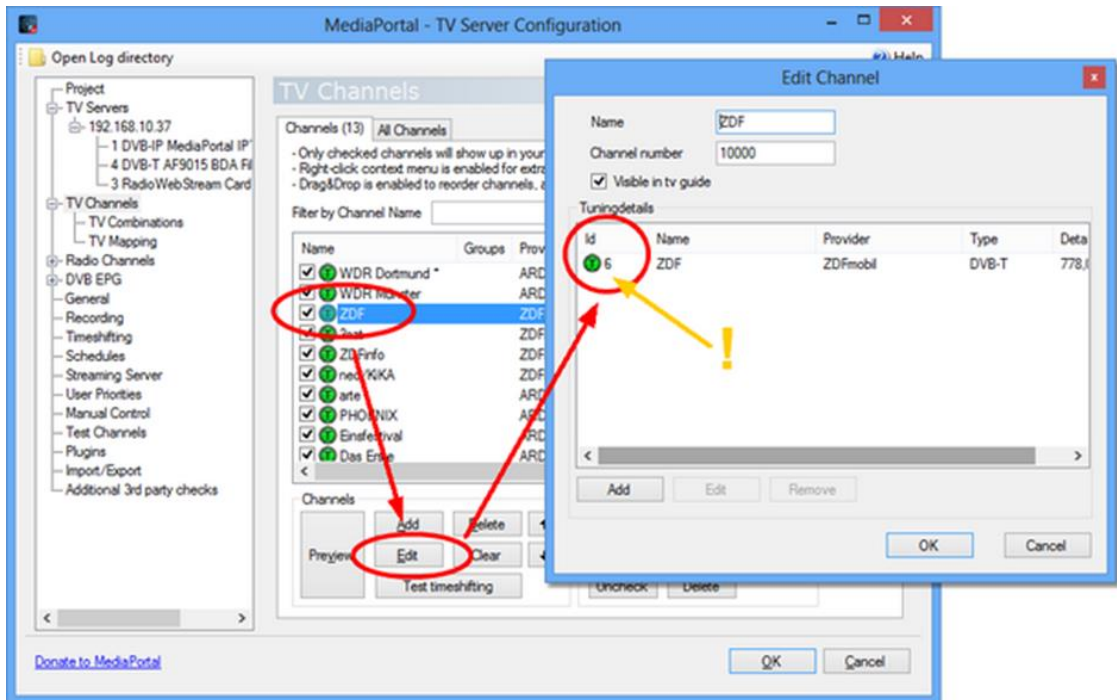 MediaPortal - TV Server Configuration
Open Log directory
Help
Project
TV Servers
192.168.10.37
1 DVB-IP MediaPortal IP
4 DVB-T AF9015 BDA Fil
3 RadioWebStream Card
TV Channels
TV Combinations
TV Mapping
Radio Channels
DVB EPG
General
Recording
Timeshifting
Schedules
Streaming Server
User Priorities
Manual Control
Test Channels
Plugins
Import/Export
Additional 3rd party checks
TV Channels
Channels (13) All Channels
- Only checked channels will show up in your
- Right-click context menu is enabled for extra
- Drag&Drop is enabled to reorder channels, a
Filter by Channel Name
Name Groups Prov
WDR Dortmund * ARD
WDR Münster ARD
ZDF ZDF
3sat ZDF
ZDFinfo ZDF
neo/KiKA ZDF
arte ARD
PHOENIX ARD
Einsfestival ARD
Das Erste ARD
Channels
Add Delete
Preview Edit Clear
Test timeshifting
Uncheck Delete
Edit Channel
Name ZDF
Channel number 10000
Visible in tv guide
Tuningdetails
Id Name Provider Type Deta
6 ZDF ZDFmobil DVB-T 778,
!
Add Edit Remove
OK Cancel
Donate to MediaPortal
OK Cancel